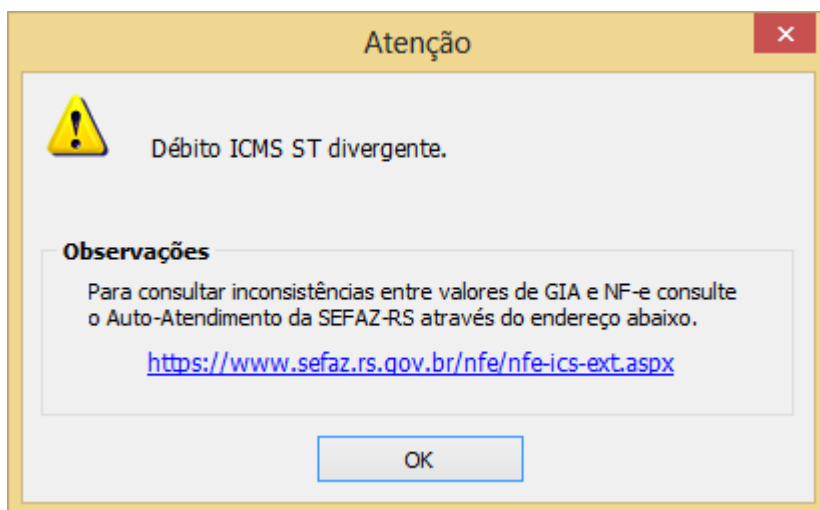 Atenção
Débito ICMS ST divergente.
Observações
Para consultar inconsistências entre valores de GIA e NF-e consulte
o Auto-Atendimento da SEFAZ-RS através do endereço abaixo.
https://www.sefaz.rs.gov.br/nfe/nfe-ics-ext.aspx
OK